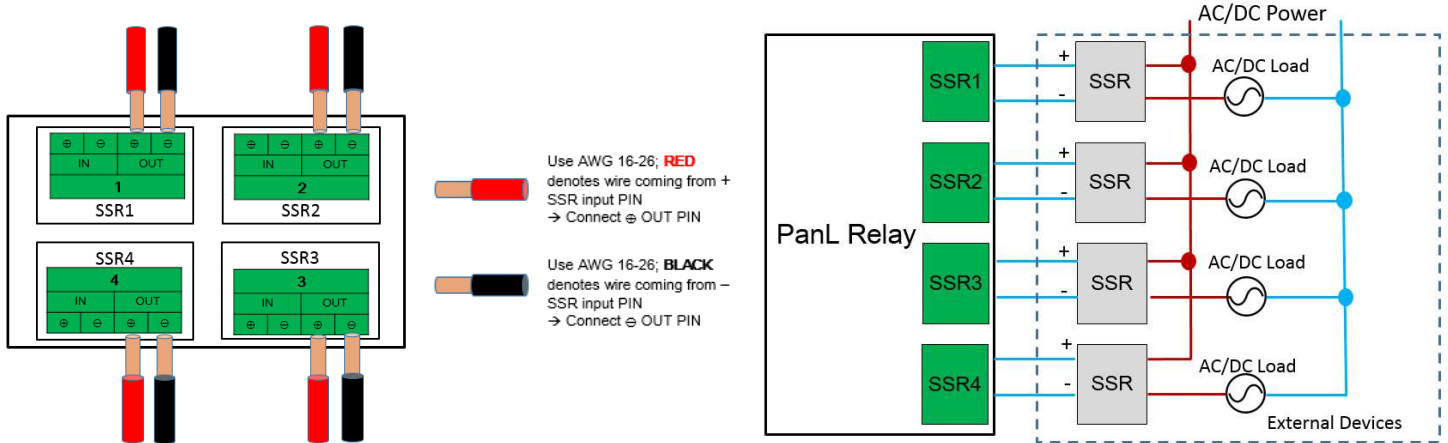 ⊕ ⊖ ⊕ ⊖
IN OUT
1
SSR1
⊕ ⊖ ⊕ ⊖
IN OUT
2
SSR2
SSR4
4
IN OUT
⊕ ⊖ ⊕ ⊖
SSR3
3
IN OUT
⊕ ⊖ ⊕ ⊖
Use AWG 16-26; RED
denotes wire coming from +
SSR input PIN
→ Connect ⊕ OUT PIN
Use AWG 16-26; BLACK
denotes wire coming from –
SSR input PIN
→ Connect ⊖ OUT PIN
AC/DC Power
PanL Relay
SSR1
+
-
SSR
AC/DC Load
SSR2
+
-
SSR
AC/DC Load
SSR3
+
-
SSR
AC/DC Load
SSR4
+
-
SSR
AC/DC Load
External Devices